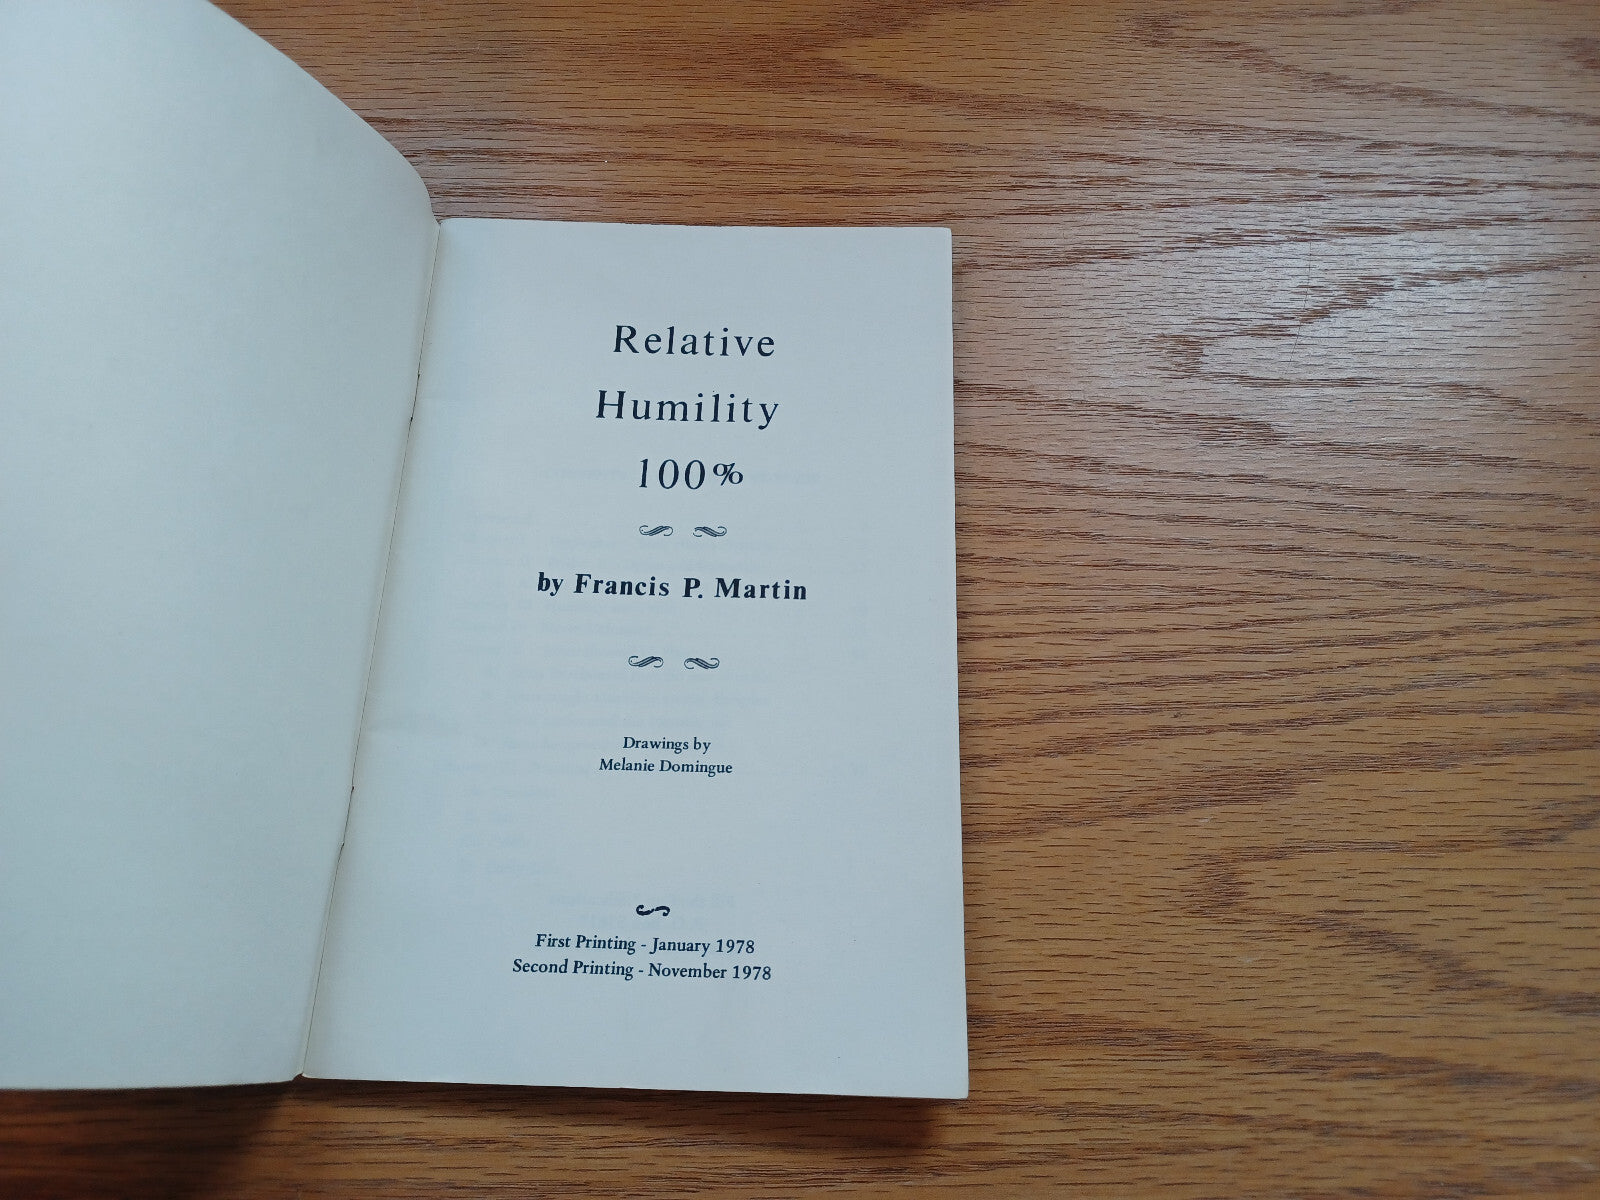 Relative
Humility
100%
by Francis P. Martin
Drawings by
Melanie Domingue
First Printing - January 1978
Second Printing - November 1978